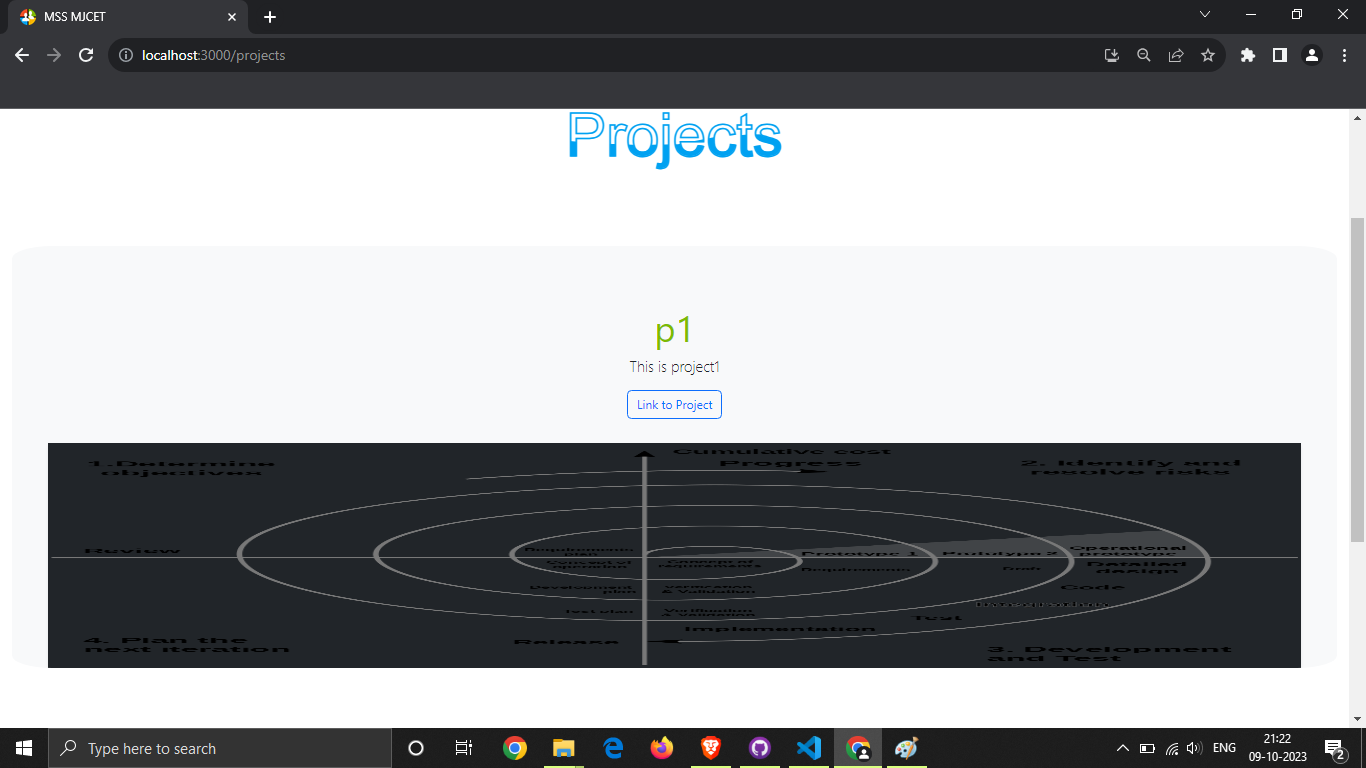 MSS MJCET
localhost:3000/projects
Projects
p1
This is project1
Link to Project
Cumulative cost
1.Determine
objectives
Progress
2. Identify and
resolve risks
Review
Requirements
plan
Concept of
operation
Concept of
requirements
Prototype 1
Prototype 2
Operational
prototype
Requirements
Draft
Detailed
design
Development
plan
Verification
& Validation
Code
Test plan
Verification
& Validation
Test
Implementation
Release
4. Plan the
next iteration
3. Development
and Test
Type here to search
ENG
21:22
09-10-2023
2